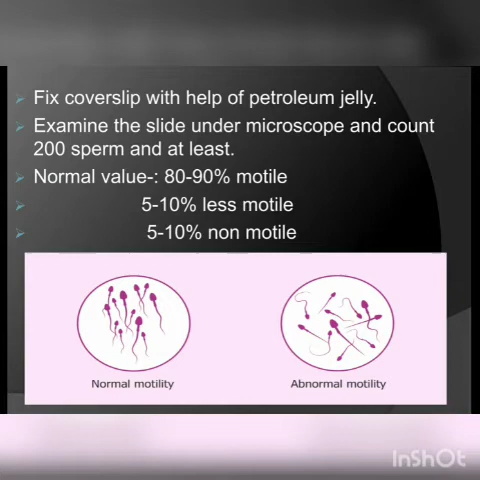 Fix coverslip with help of petroleum jelly.
Examine the slide under microscope and count
200 sperm and at least.
Normal value-: 80-90% motile
5-10% less motile
5-10% non motile
Normal motility
Abnormal motility
InShOt